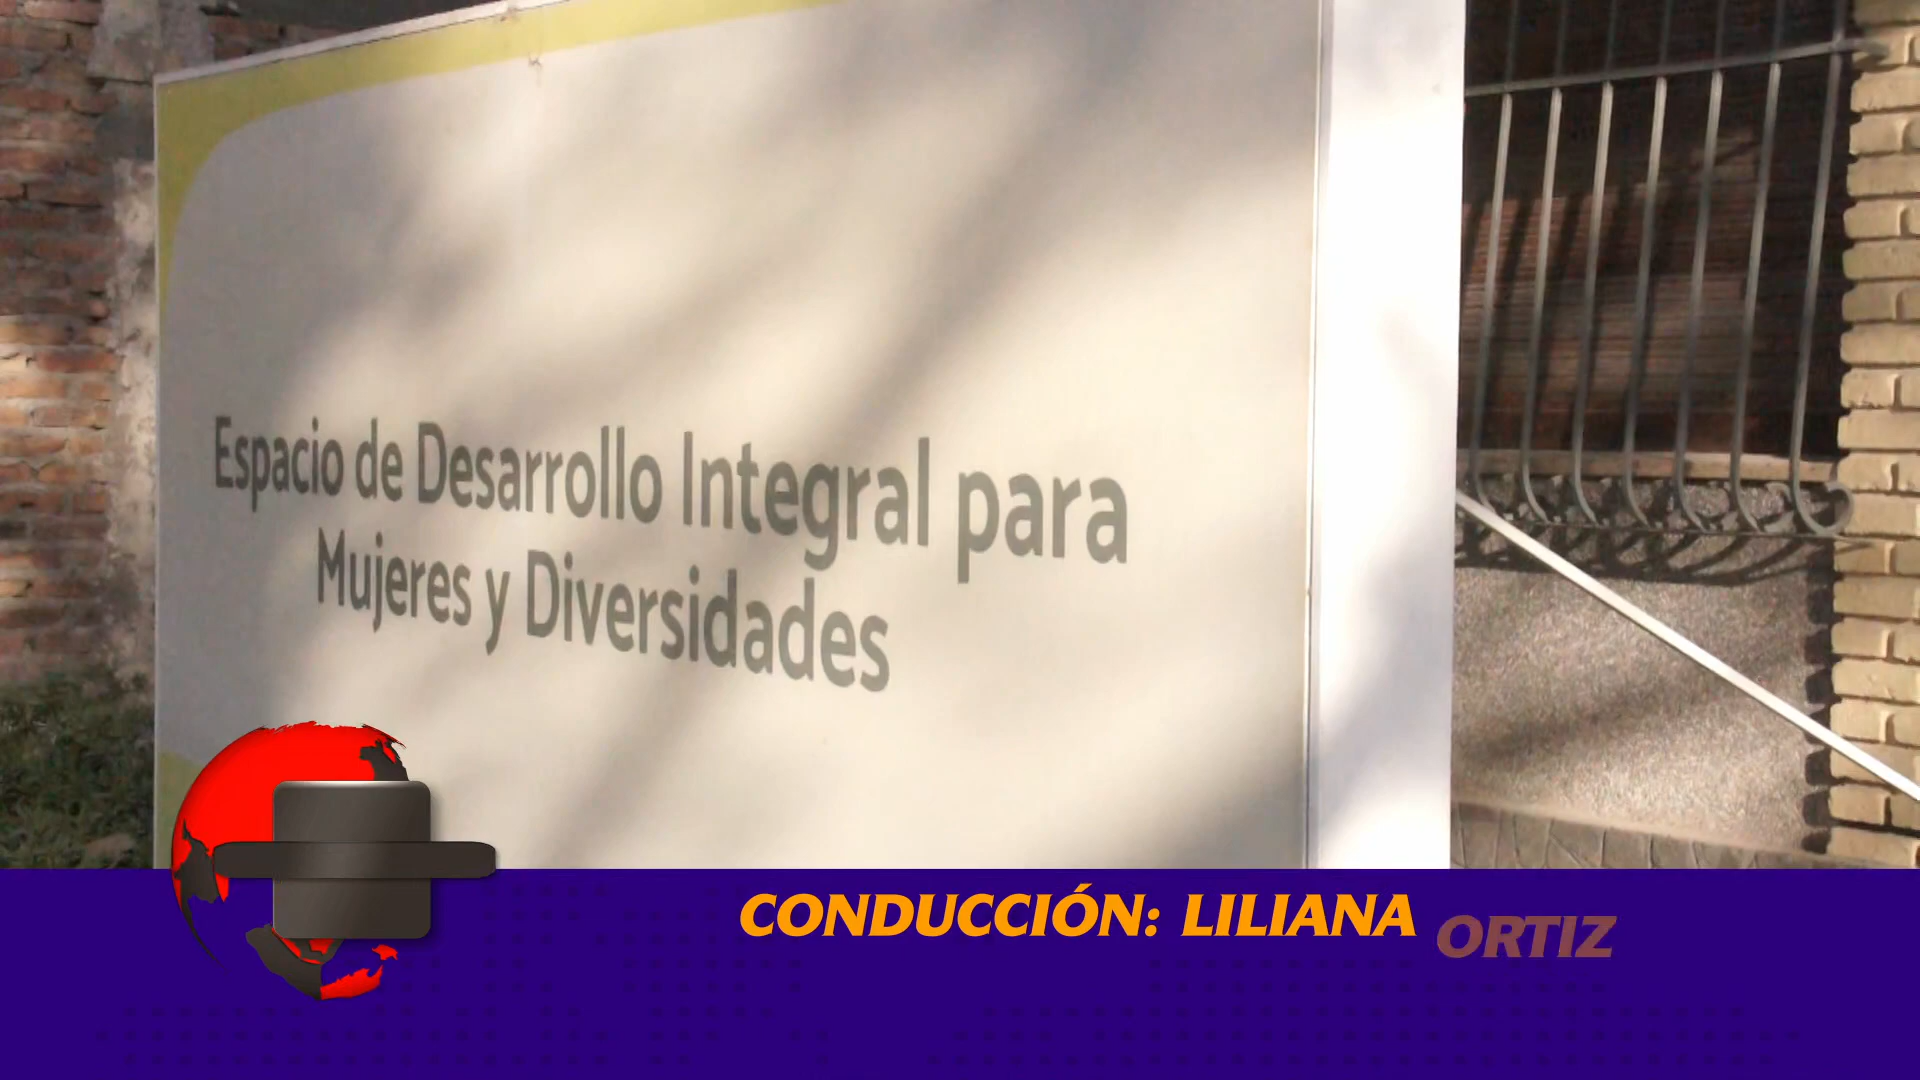 Espacio de Desarrollo Integral para
Mujeres y Diversidades
CONDUCCIÓN: LILIANA ORTIZ